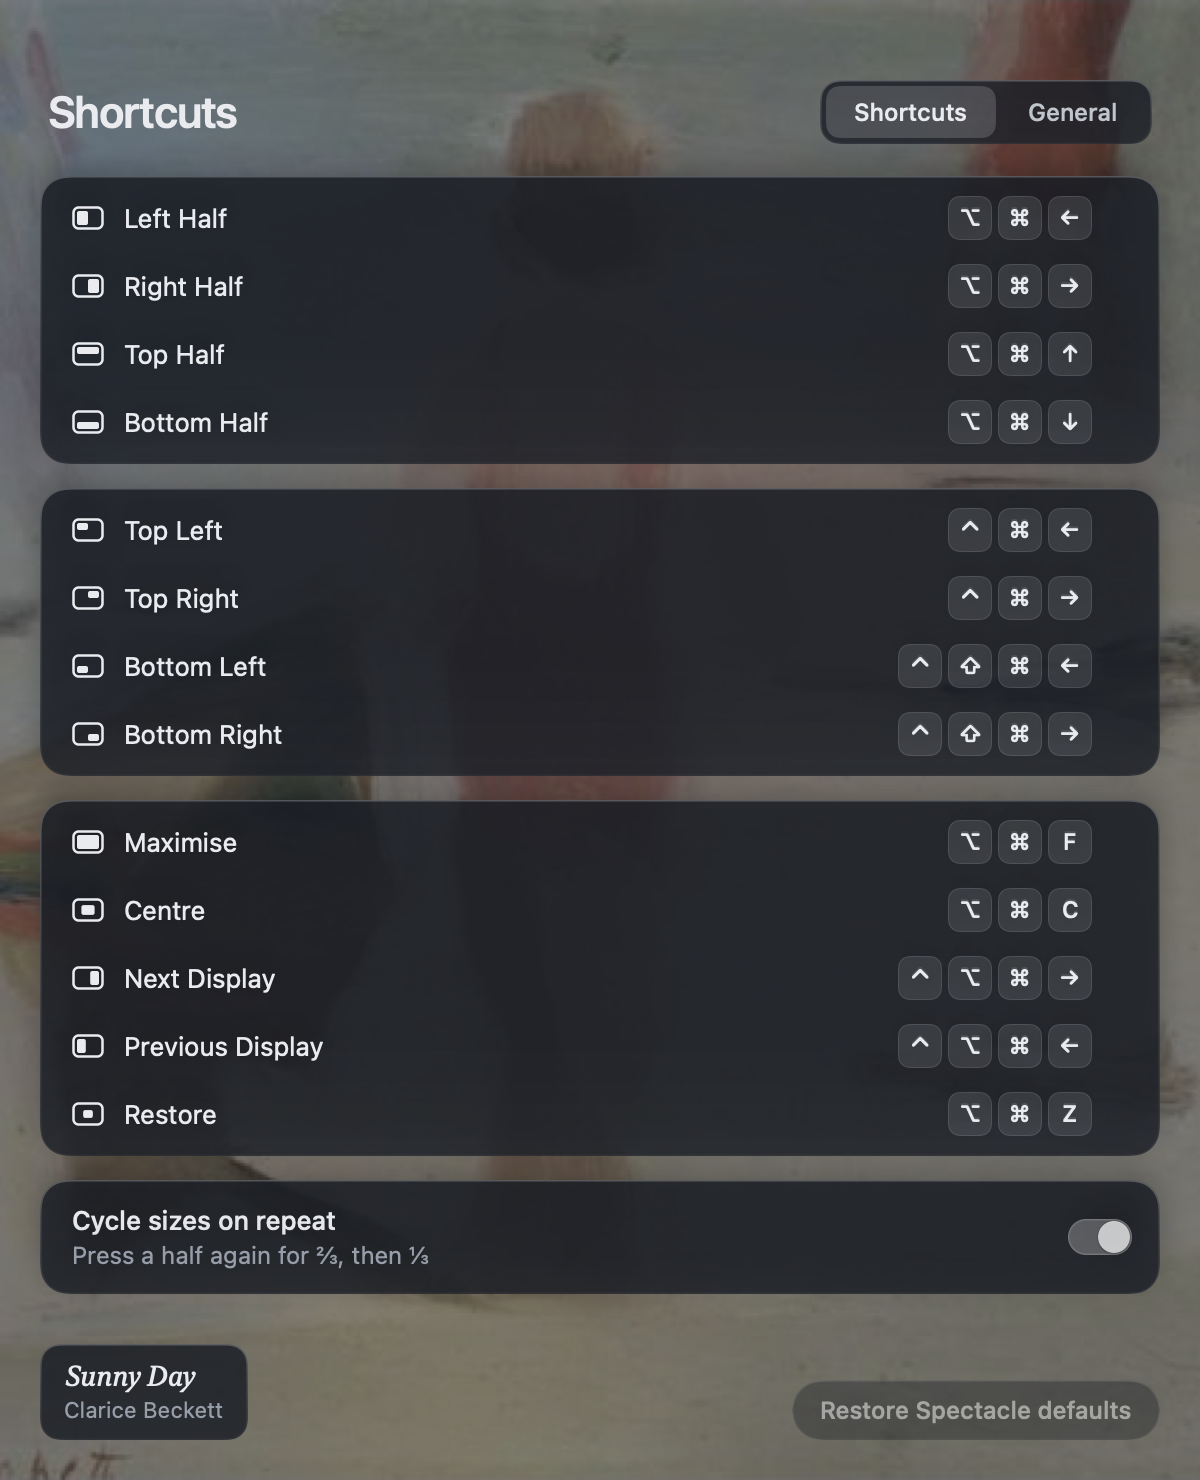 Shortcuts
Shortcuts General
Left Half ⌥ ⌘ ←
Right Half ⌥ ⌘ →
Top Half ⌥ ⌘ ↑
Bottom Half ⌥ ⌘ ↓
Top Left ^ ⌘ ←
Top Right ^ ⌘ →
Bottom Left ^ ⇧ ⌘ ←
Bottom Right ^ ⇧ ⌘ →
Maximise ⌥ ⌘ F
Centre ⌥ ⌘ C
Next Display ^ ⌥ ⌘ →
Previous Display ^ ⌥ ⌘ ←
Restore ⌥ ⌘ Z
Cycle sizes on repeat
Press a half again for ⅔, then ⅓
Sunny Day
Clarice Beckett
Restore Spectacle defaults